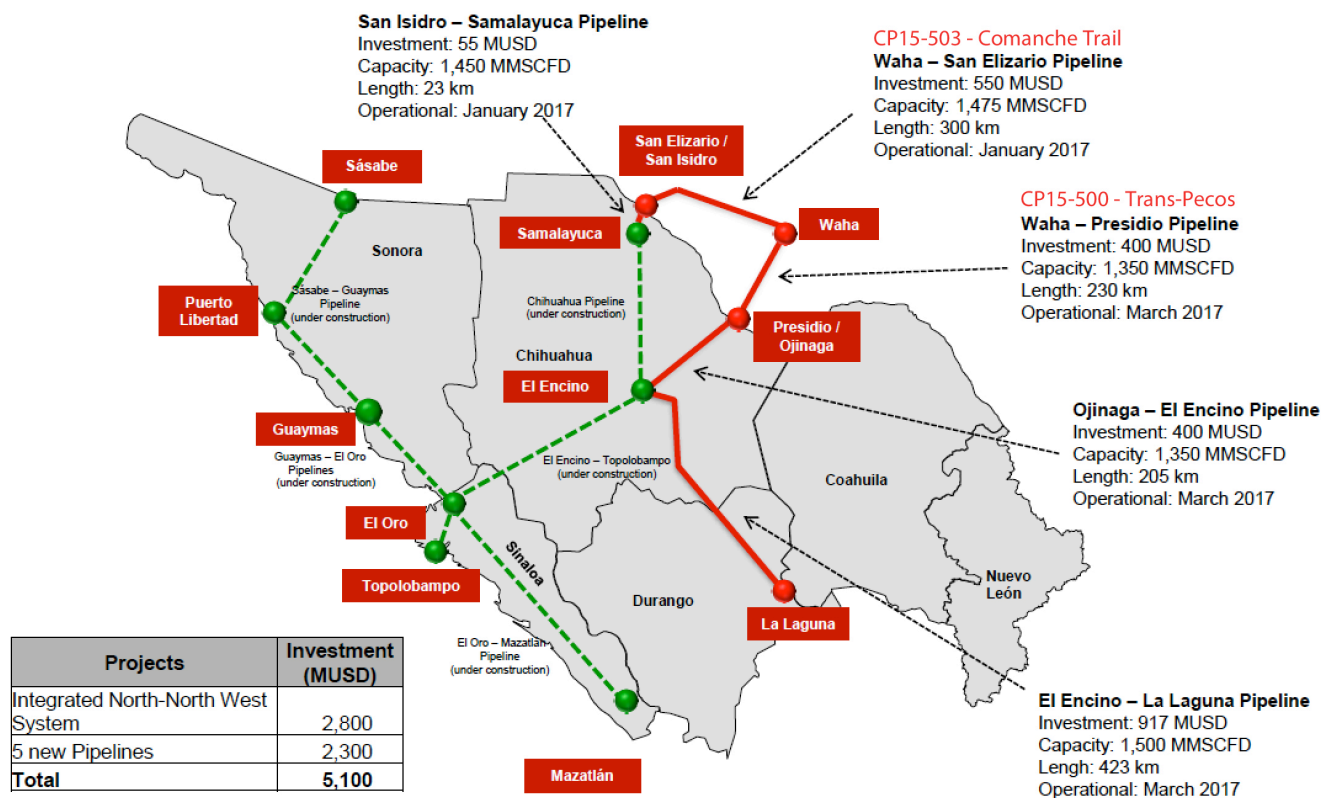 San Isidro – Samalayuca Pipeline
Investment: 55 MUSD
Capacity: 1,450 MMSCFD
Length: 23 km
Operational: January 2017
CP15-503 - Comanche Trail
Waha – San Elizario Pipeline
Investment: 550 MUSD
Capacity: 1,475 MMSCFD
Length: 300 km
Operational: January 2017
San Elizario /
San Isidro
Sásabe
CP15-500 - Trans-Pecos
Waha – Presidio Pipeline
Investment: 400 MUSD
Capacity: 1,350 MMSCFD
Length: 230 km
Operational: March 2017
Samalayuca
Waha
Sonora
Puerto
Libertad
Sásabe – Guaymas
Pipeline
(under construction)
Chihuahua Pipeline
(under construction)
Presidio /
Ojinaga
Chihuahua
El Encino
Ojinaga – El Encino Pipeline
Investment: 400 MUSD
Capacity: 1,350 MMSCFD
Length: 205 km
Operational: March 2017
Guaymas
Guaymas – El Oro
Pipelines
(under construction)
El Encino – Topolobampo
(under construction)
Coahuila
El Oro
Sinaloa
Topolobampo
Durango
Nuevo
León
La Laguna
El Oro – Mazatlán
Pipeline
(under construction)
Mazatlán
El Encino – La Laguna Pipeline
Investment: 917 MUSD
Capacity: 1,500 MMSCFD
Lengh: 423 km
Operational: March 2017
Projects Investment
(MUSD)
Integrated North-North West
System 2,800
5 new Pipelines 2,300
Total 5,100